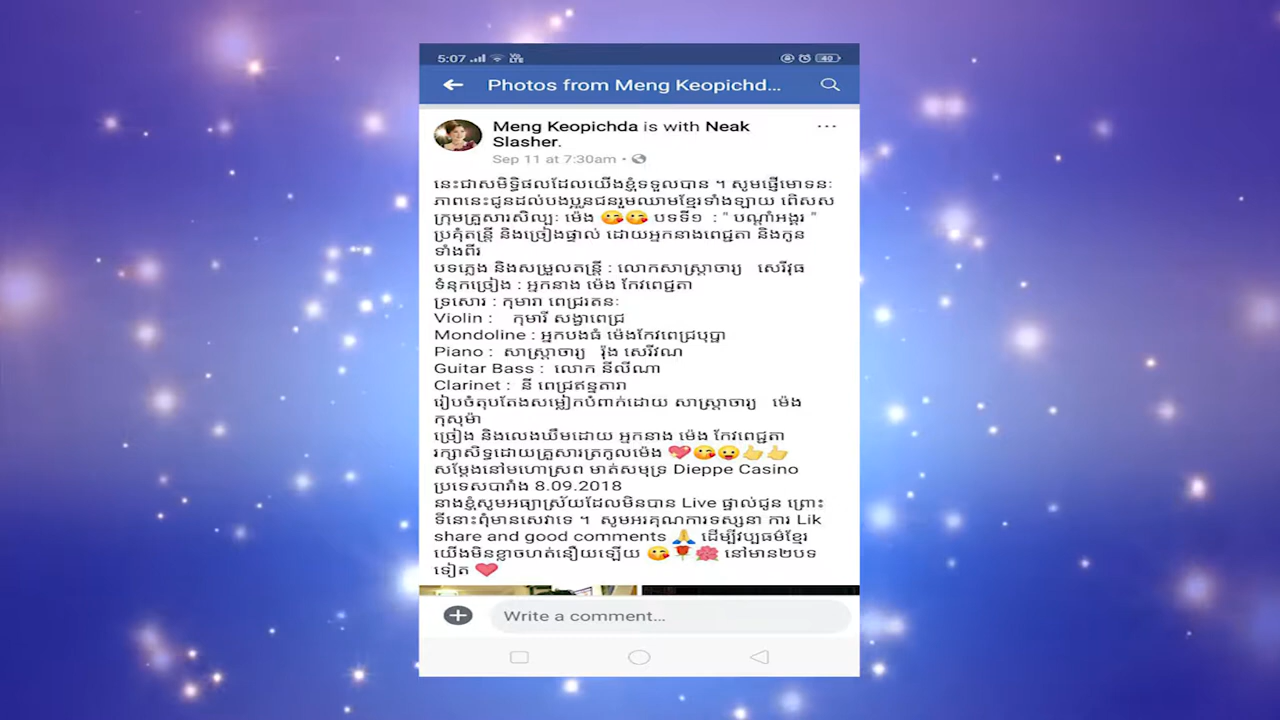 5:07
40
Photos from Meng Keopichd...
Meng Keopichda is with Neak
Slasher.
Sep 11 at 7:30am
នេះជាសមិទ្ធិផលដែលយើងខ្ញុំទទួលបាន ។ សូមផ្ញើមោទនៈ
ភាពនេះជូនដល់បងប្អូនជនរួមឈាមខ្មែរទាំងឡាយ ពើសស
ក្រុមគ្រួសារសិល្បៈ ម៉េង 😋😋 បទទី១ : " បណ្តាំអង្គរ "
ប្រគុំតន្ត្រី និងច្រៀងផ្ទាល់ ដោយអ្នកនាងពេជ្ជតា និងកូន
ទាំងពីរ
បទភ្លេង និងសម្រួលតន្ត្រី : លោកសាស្ត្រាចារ្យ សេរីវុធ
ទំនុកច្រៀង : អ្នកនាង ម៉េង កែវពេជ្ជតា
ទ្រសោរ : កុមារា ពេជ្ររតនៈ
Violin : កុមារី សង្ហាពេជ្រ
Mondoline : អ្នកបងធំ ម៉េងកែវពេជ្របុប្ផា
Piano : សាស្ត្រាចារ្យ រ៉ុង សេរីវណ
Guitar Bass : លោក នីលីណា
Clarinet : នី ពេជ្រឥន្ទតារា
រៀបចំតុបតែងសម្លៀកបំពាក់ដោយ សាស្ត្រាចារ្យ ម៉េង
កុសុម៉ា
ច្រៀង និងលេងឃឹមដោយ អ្នកនាង ម៉េង កែវពេជ្ជតា
រក្សាសិទ្ធដោយគ្រួសារត្រកូលម៉េង 💖😋😛👍👍
សម្តែងនៅមហោស្រព មាត់សមុទ្រ Dieppe Casino
ប្រទេសបារាំង 8.09.2018
នាងខ្ញុំសូមអធ្យាស្រ័យដែលមិនបាន Live ផ្ទាល់ជូន ព្រោះ
ទីនោះពុំមានសេវាទេ ។ សូមអរគុណការទស្សនា ការ Lik
share and good comments 🙏 ដើម្បីវប្បធម៌ខ្មែរ
យើងមិនខ្លាចហត់នឿយឡើយ 😋🌹🌺 នៅមាន២បទ
ទៀត ❤
Write a comment...